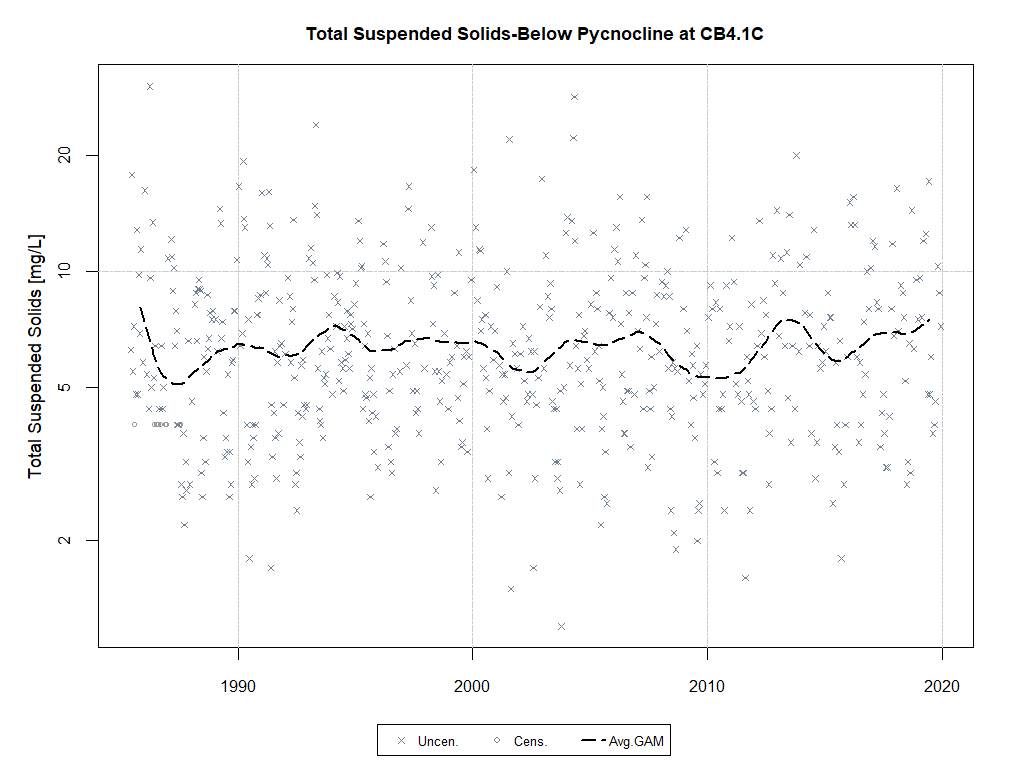 Total Suspended Solids-Below Pycnocline at CB4.1C
Total Suspended Solids [mg/L]
20
10
5
2
1990
2000
2010
2020
Uncen.
Cens.
Avg.GAM